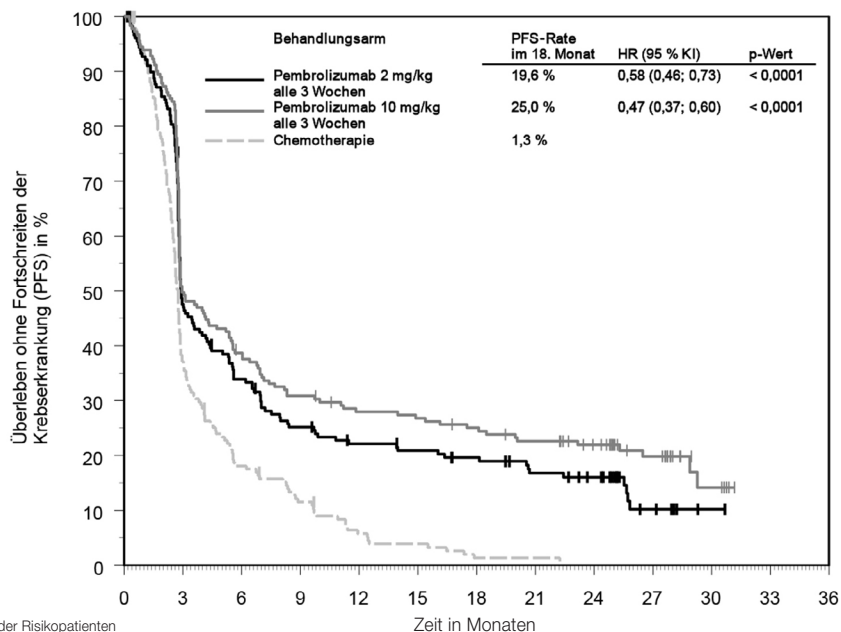 Behandlungsarm PFS-Rate im 18. Monat HR (95 % KI) p-Wert
Pembrolizumab 2 mg/kg alle 3 Wochen 19,6 % 0,58 (0,46; 0,73) < 0,0001
Pembrolizumab 10 mg/kg alle 3 Wochen 25,0 % 0,47 (0,37; 0,60) < 0,0001
Chemotherapie 1,3 %
Überleben ohne Fortschreiten der
Krebserkrankung (PFS) in %
100
90
80
70
60
50
40
30
20
10
0
0 3 6 9 12 15 18 21 24 27 30 33 36
der Risikopatienten
Zeit in Monaten